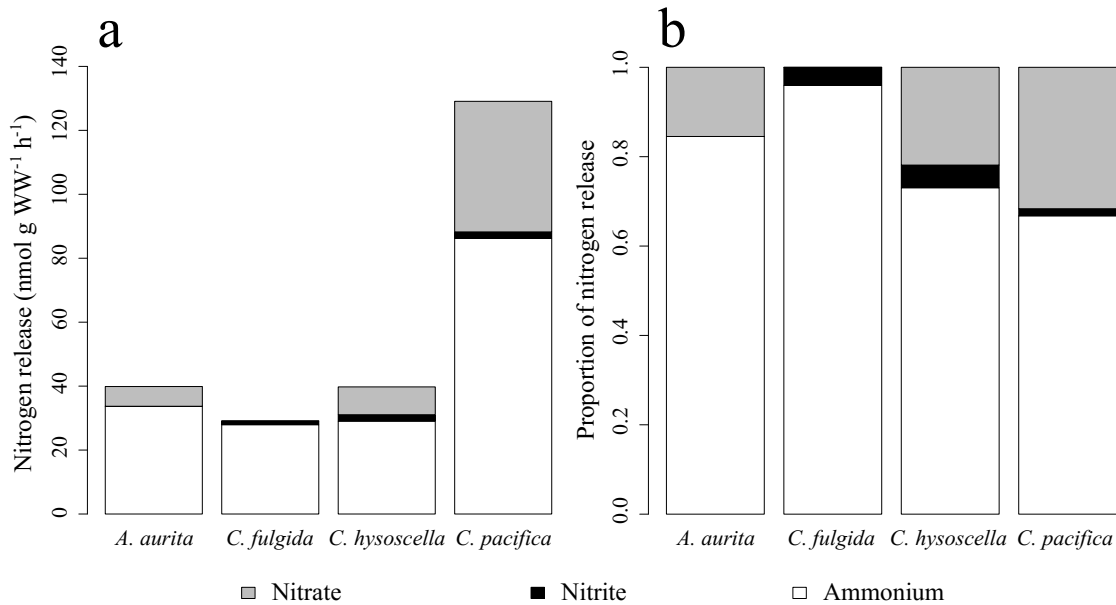 a
Nitrogen release (nmol g WW⁻¹ h⁻¹)
140
120
100
80
60
40
20
0
A. aurita C. fulgida C. hysoscella C. pacifica
b
Proportion of nitrogen release
1.0
0.8
0.6
0.4
0.2
0.0
A. aurita C. fulgida C. hysoscella C. pacifica
Nitrate Nitrite Ammonium